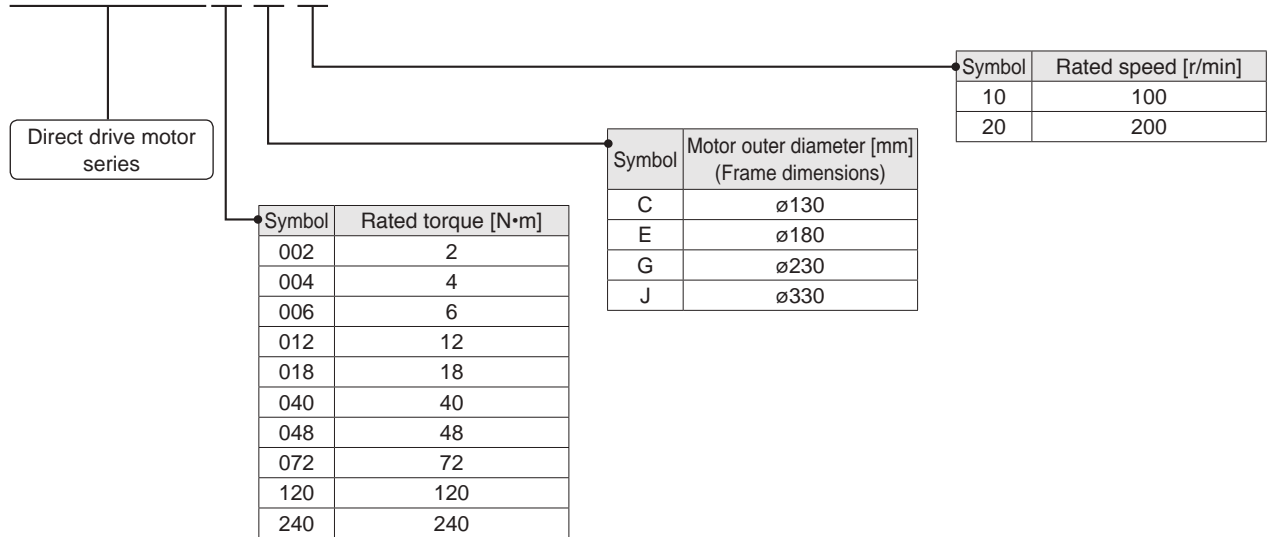 Direct drive motor
series
Symbol Rated torque [N•m]
002 2
004 4
006 6
012 12
018 18
040 40
048 48
072 72
120 120
240 240
Symbol Motor outer diameter [mm]
(Frame dimensions)
C ø130
E ø180
G ø230
J ø330
Symbol Rated speed [r/min]
10 100
20 200